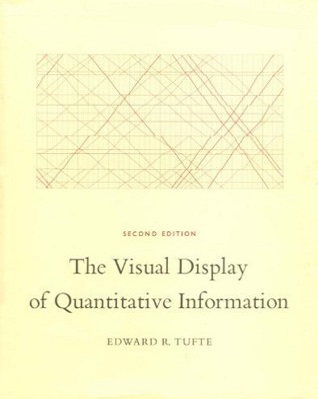 SECOND EDITION
The Visual Display
of Quantitative Information
EDWARD R. TUFTE